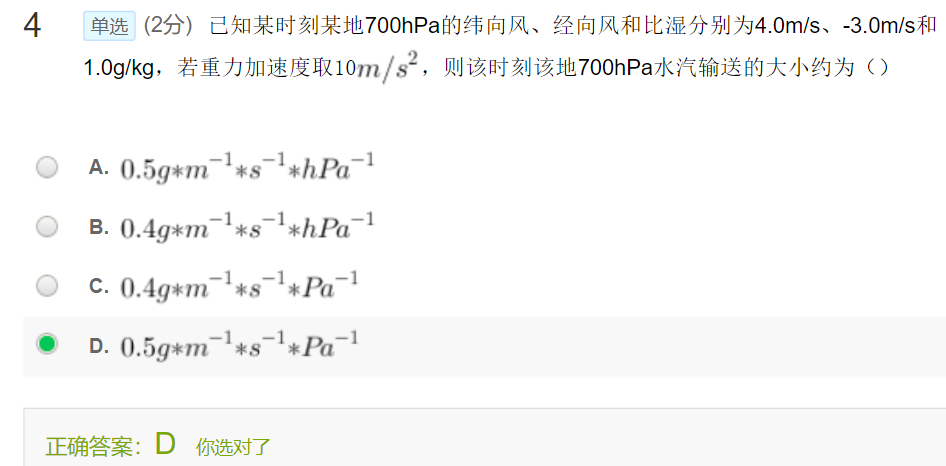 4 单选 (2分) 已知某时刻某地700hPa的纬向风、经向风和比湿分别为4.0m/s、-3.0m/s和
1.0g/kg，若重力加速度取10m/s²，则该时刻该地700hPa水汽输送的大小约为（）
A. 0.5g*m⁻¹*s⁻¹*hPa⁻¹
B. 0.4g*m⁻¹*s⁻¹*hPa⁻¹
C. 0.4g*m⁻¹*s⁻¹*Pa⁻¹
D. 0.5g*m⁻¹*s⁻¹*Pa⁻¹
正确答案：D 你选对了